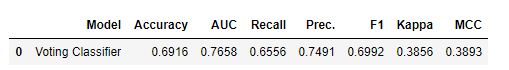 Model Accuracy AUC Recall Prec. F1 Kappa MCC
0 Voting Classifier 0.6916 0.7658 0.6556 0.7491 0.6992 0.3856 0.3893